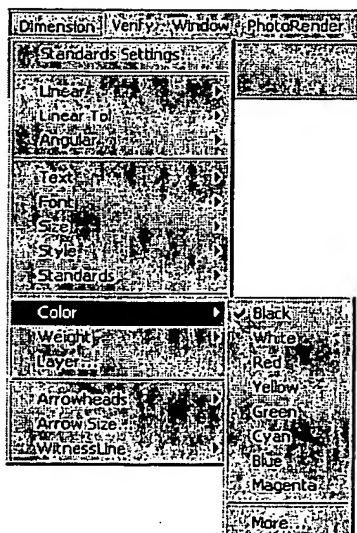 Dimension Verify Window PhotoRender
Standards Settings
Linear
Linear Tol
Angular
Text
Font
Size
Style
Standards
Color
Weight
Layer
Arrowheads
Arrow Size
WitnessLine
Black
White
Red
Yellow
Green
Cyan
Blue
Magenta
More